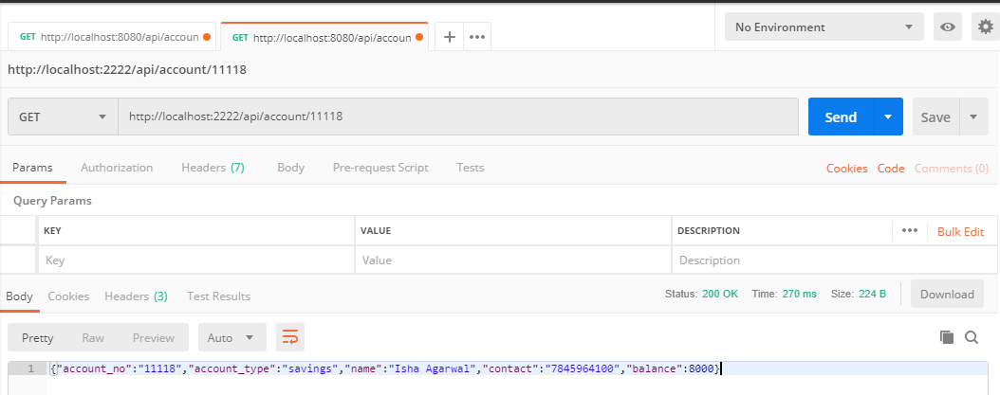 GET http://localhost:8080/api/accoun GET http://localhost:8080/api/accoun + ••• No Environment
http://localhost:2222/api/account/11118
GET http://localhost:2222/api/account/11118 Send Save
Params Authorization Headers (7) Body Pre-request Script Tests Cookies Code Comments (0)
Query Params
KEY VALUE DESCRIPTION ••• Bulk Edit
Key Value Description
Body Cookies Headers (3) Test Results Status: 200 OK Time: 270 ms Size: 224 B Download
Pretty Raw Preview Auto
1 {"account_no":"11118","account_type":"savings","name":"Isha Agarwal","contact":"7845964100","balance":8000}